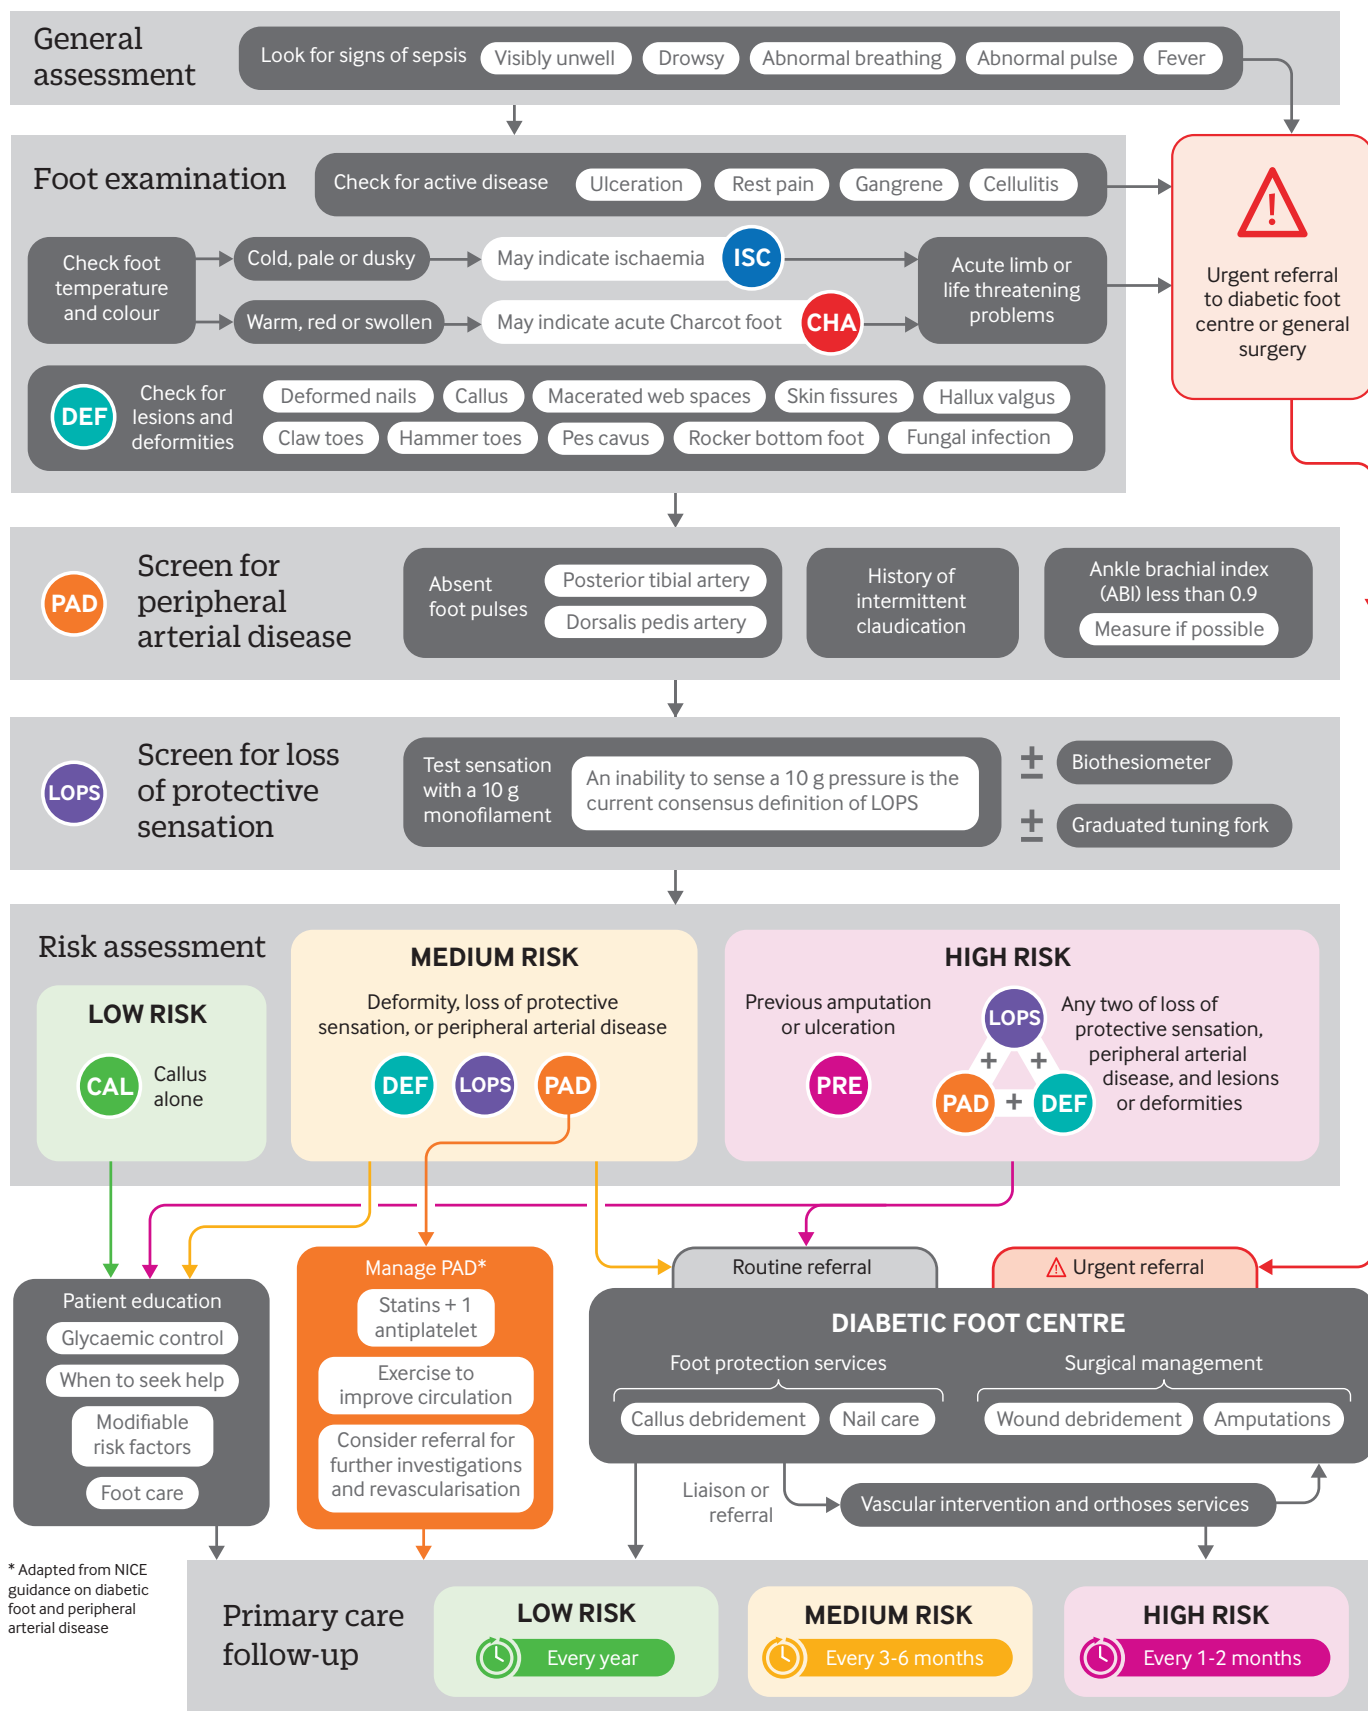 General
assessment
Look for signs of sepsis
Visibly unwell
Drowsy
Abnormal breathing
Abnormal pulse
Fever
Foot examination
Check for active disease
Ulceration
Rest pain
Gangrene
Cellulitis
Check foot
temperature
and colour
Cold, pale or dusky
May indicate ischaemia
ISC
Warm, red or swollen
May indicate acute Charcot foot
CHA
Acute limb or
life threatening
problems
!
Urgent referral
to diabetic foot
centre or general
surgery
DEF
Check for
lesions and
deformities
Deformed nails
Callus
Macerated web spaces
Skin fissures
Hallux valgus
Claw toes
Hammer toes
Pes cavus
Rocker bottom foot
Fungal infection
PAD
Screen for
peripheral
arterial disease
Absent
foot pulses
Posterior tibial artery
Dorsalis pedis artery
History of
intermittent
claudication
Ankle brachial index
(ABI) less than 0.9
Measure if possible
LOPS
Screen for loss
of protective
sensation
Test sensation
with a 10 g
monofilament
An inability to sense a 10 g pressure is the
current consensus definition of LOPS
± Biothesiometer
± Graduated tuning fork
Risk assessment
LOW RISK
CAL
Callus
alone
MEDIUM RISK
Deformity, loss of protective
sensation, or peripheral arterial disease
DEF
LOPS
PAD
HIGH RISK
Previous amputation
or ulceration
PRE
LOPS
+ +
PAD + DEF
Any two of loss of
protective sensation,
peripheral arterial
disease, and lesions
or deformities
Patient education
Glycaemic control
When to seek help
Modifiable
risk factors
Foot care
Manage PAD*
Statins + 1
antiplatelet
Exercise to
improve circulation
Consider referral for
further investigations
and revascularisation
Routine referral
! Urgent referral
DIABETIC FOOT CENTRE
Foot protection services
Callus debridement
Nail care
Surgical management
Wound debridement
Amputations
Liaison or
referral
Vascular intervention and orthoses services
* Adapted from NICE
guidance on diabetic
foot and peripheral
arterial disease
Primary care
follow-up
LOW RISK
Every year
MEDIUM RISK
Every 3-6 months
HIGH RISK
Every 1-2 months